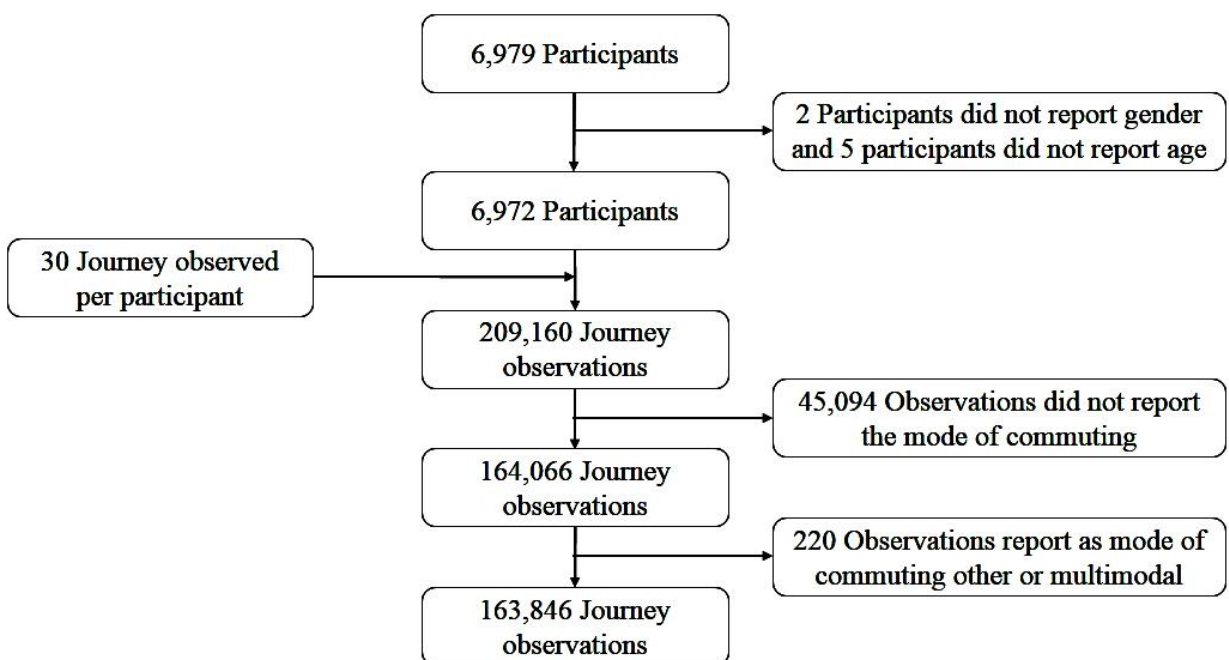 6,979 Participants
2 Participants did not report gender
and 5 participants did not report age
6,972 Participants
30 Journey observed
per participant
209,160 Journey
observations
45,094 Observations did not report
the mode of commuting
164,066 Journey
observations
220 Observations report as mode of
commuting other or multimodal
163,846 Journey
observations